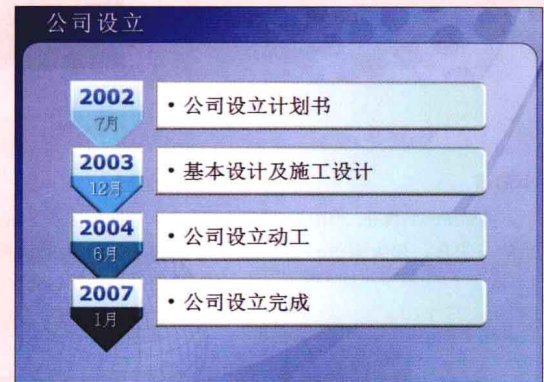 公司设立
2002
7月
• 公司设立计划书
2003
12月
• 基本设计及施工设计
2004
6月
• 公司设立动工
2007
1月
• 公司设立完成